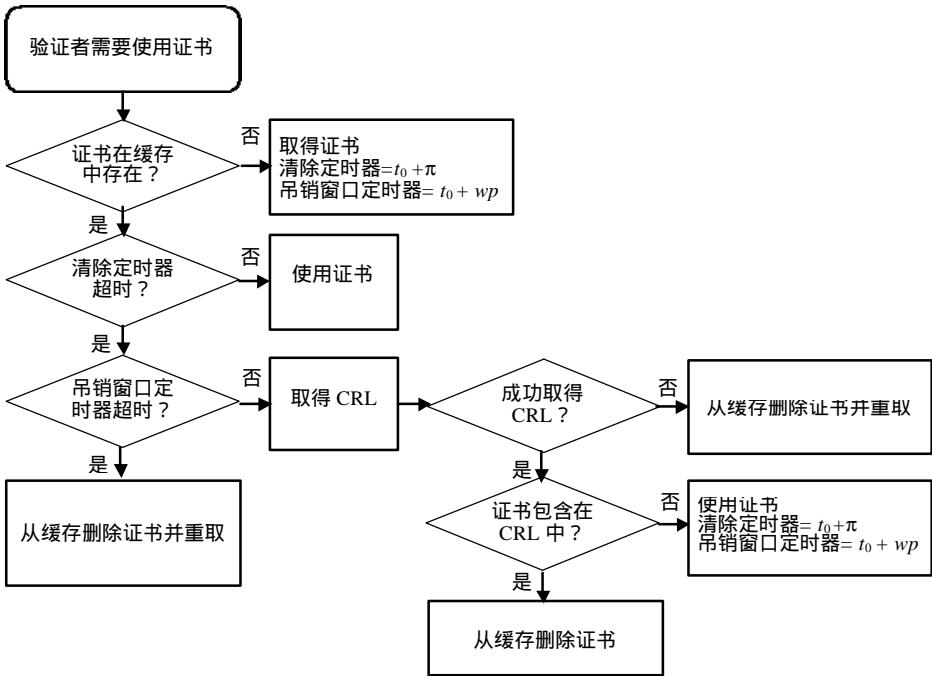 验证者需要使用证书
证书在缓存
中存在？
否
取得证书
清除定时器=t₀+π
吊销窗口定时器= t₀ + wp
是
清除定时器
超时？
否
使用证书
是
吊销窗口定
时器超时？
否
取得 CRL
成功取得
CRL？
否
从缓存删除证书并重取
是
从缓存删除证书并重取
是
证书包含在
CRL 中？
否
使用证书
清除定时器= t₀+π
吊销窗口定时器= t₀ + wp
是
从缓存删除证书